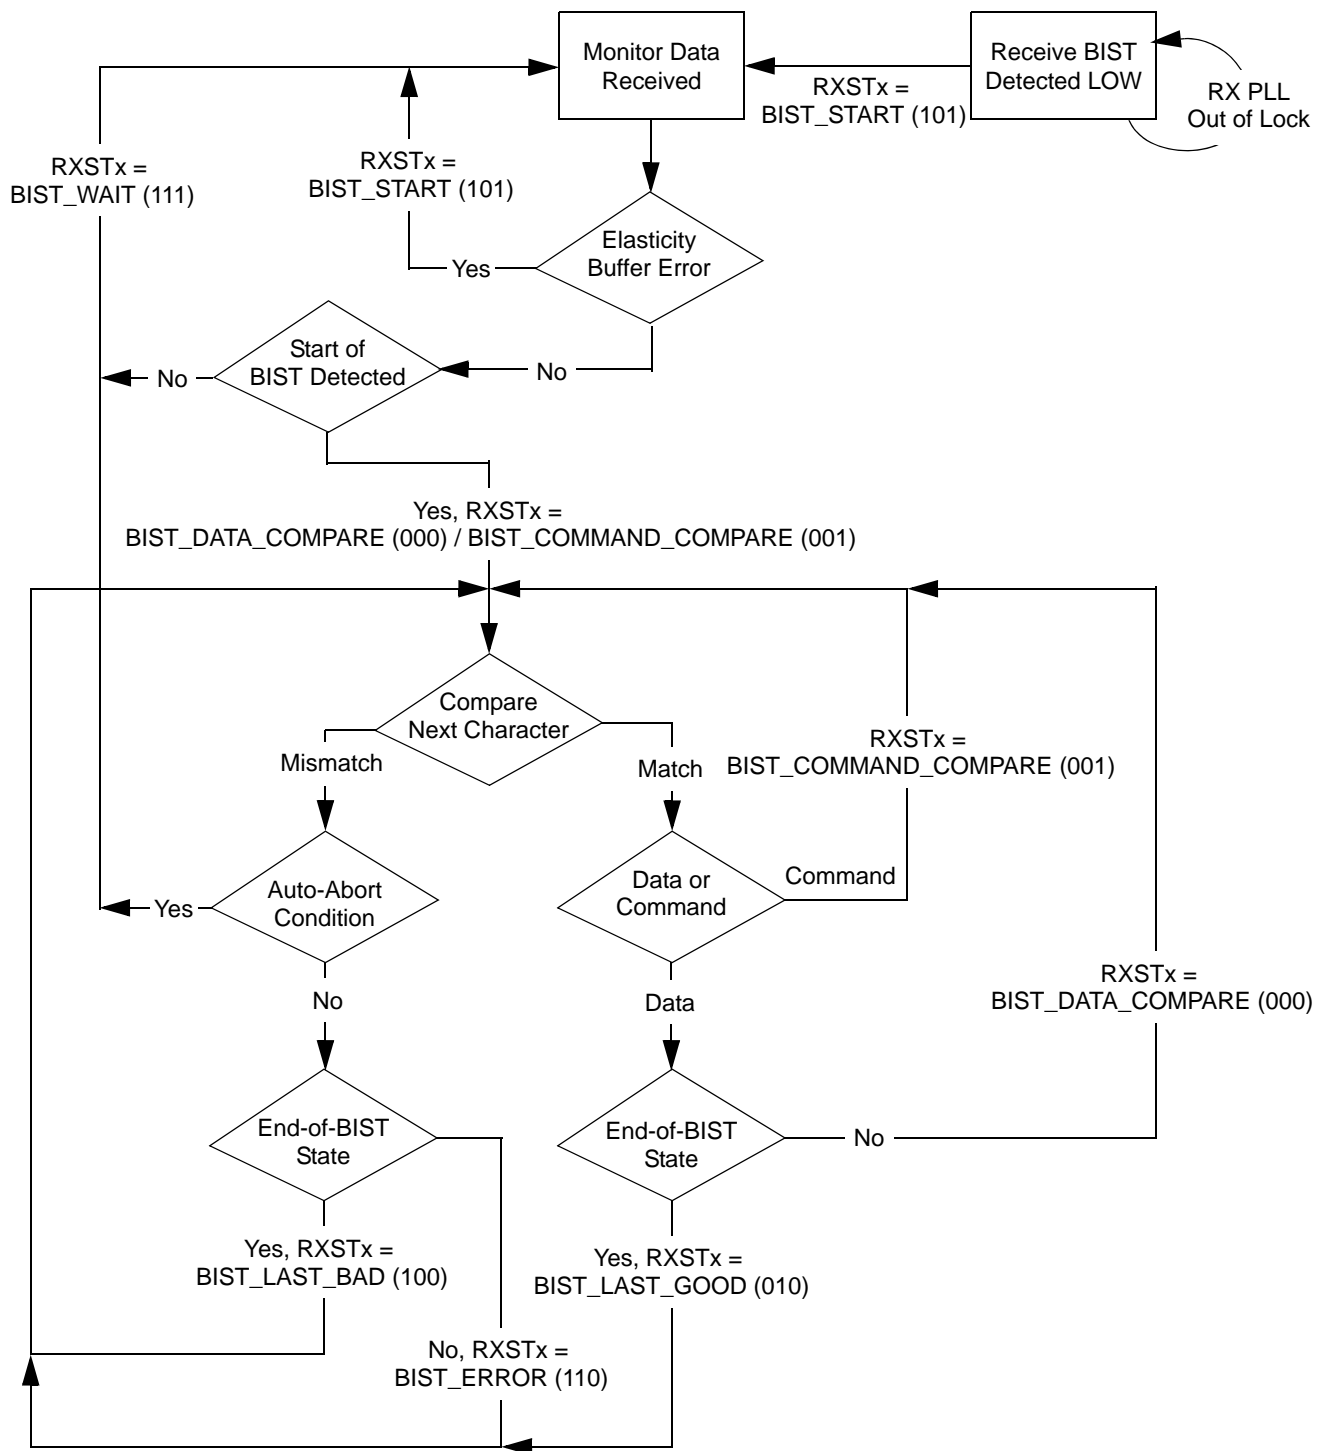 Monitor Data
Received
Receive BIST
Detected LOW
RX PLL
Out of Lock
RXSTx =
BIST_START (101)
RXSTx =
BIST_WAIT (111)
RXSTx =
BIST_START (101)
Elasticity
Buffer Error
Yes
Start of
BIST Detected
No
No
Yes, RXSTx =
BIST_DATA_COMPARE (000) / BIST_COMMAND_COMPARE (001)
Compare
Next Character
Mismatch
Match
RXSTx =
BIST_COMMAND_COMPARE (001)
Auto-Abort
Condition
Yes
Data or
Command
Command
No
Data
RXSTx =
BIST_DATA_COMPARE (000)
End-of-BIST
State
End-of-BIST
State
No
Yes, RXSTx =
BIST_LAST_BAD (100)
Yes, RXSTx =
BIST_LAST_GOOD (010)
No, RXSTx =
BIST_ERROR (110)